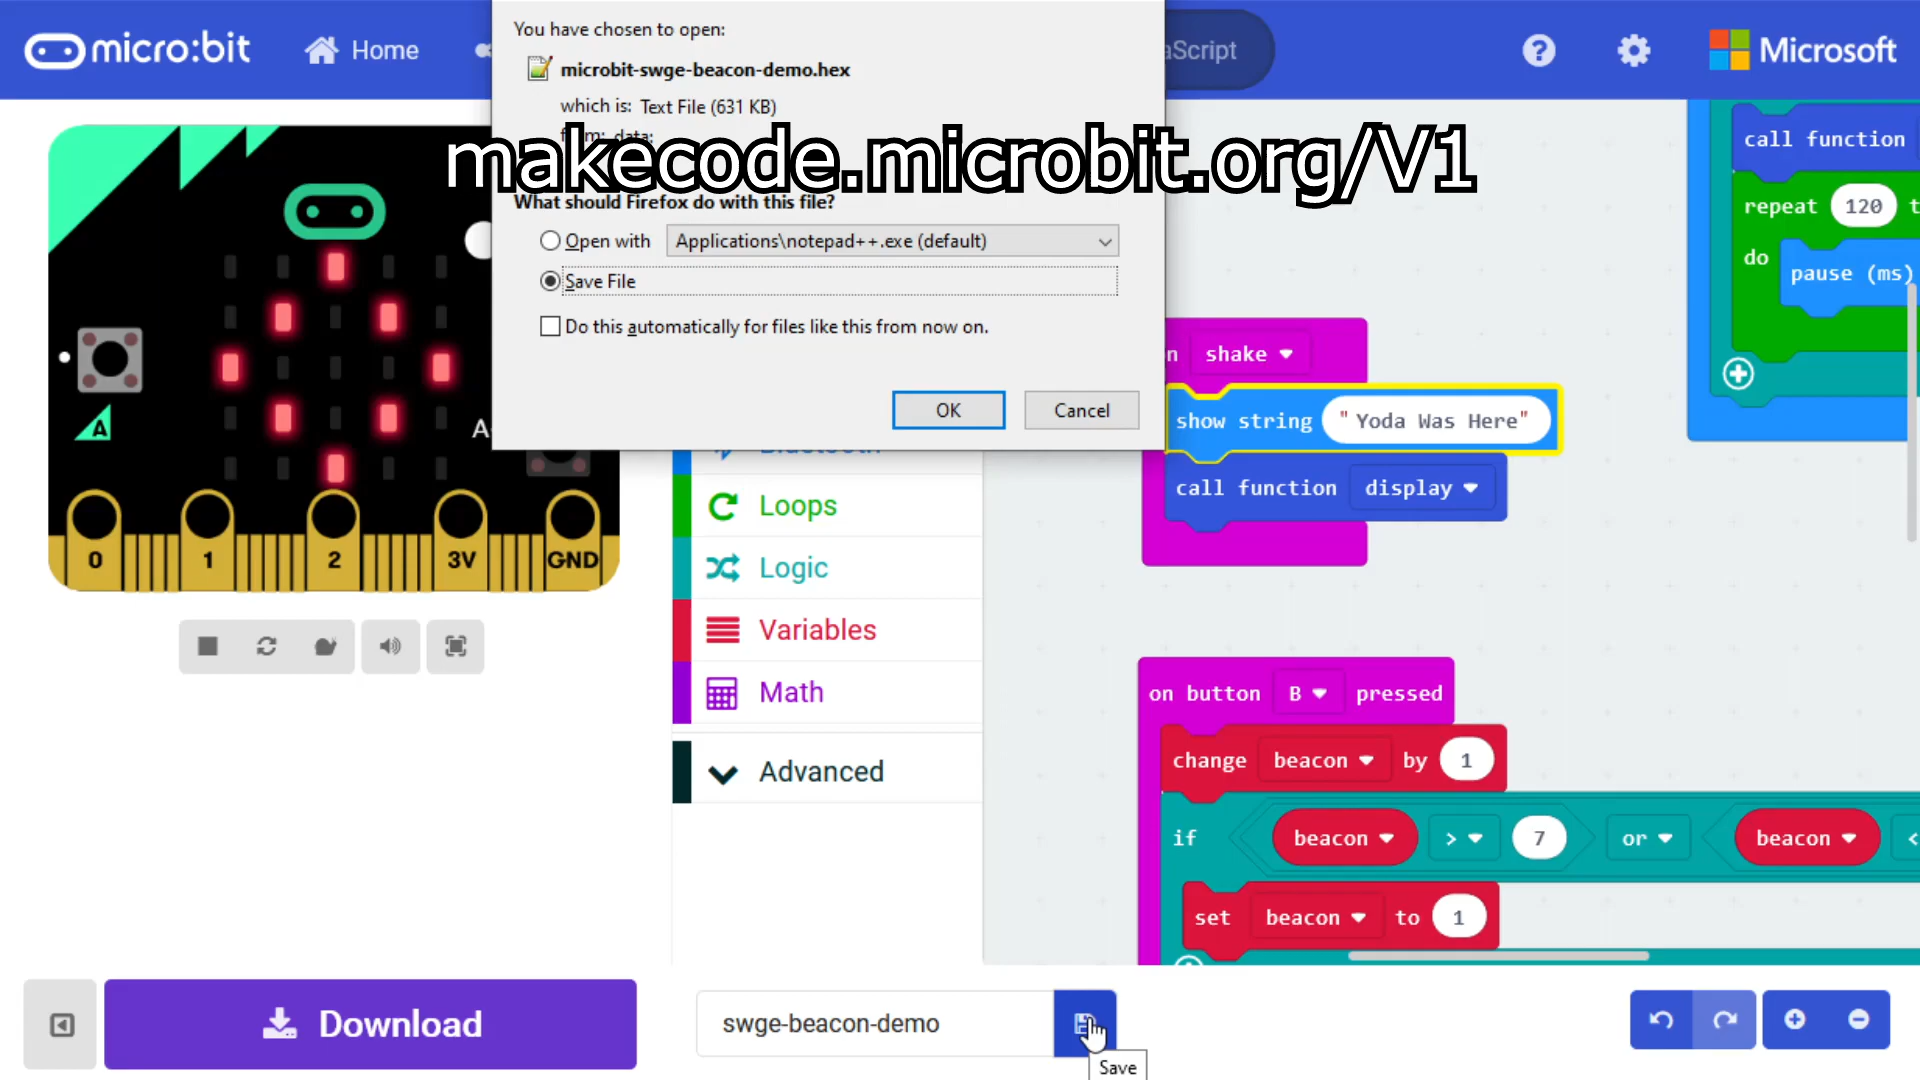 micro:bit
Home
aScript
Microsoft
You have chosen to open:
microbit-swge-beacon-demo.hex
which is: Text File (631 KB)
from: data:
makecode.microbit.org/V1
What should Firefox do with this file?
Open with Applications\notepad++.exe (default)
Save File
Do this automatically for files like this from now on.
OK Cancel
A
A
0 1 2 3V GND
Bluetooth
Loops
Logic
Variables
Math
Advanced
call function
repeat 120 t
do pause (ms)
n shake
show string "Yoda Was Here"
call function display
on button B pressed
change beacon by 1
if beacon > 7 or beacon <
set beacon to 1
Download
swge-beacon-demo
Save